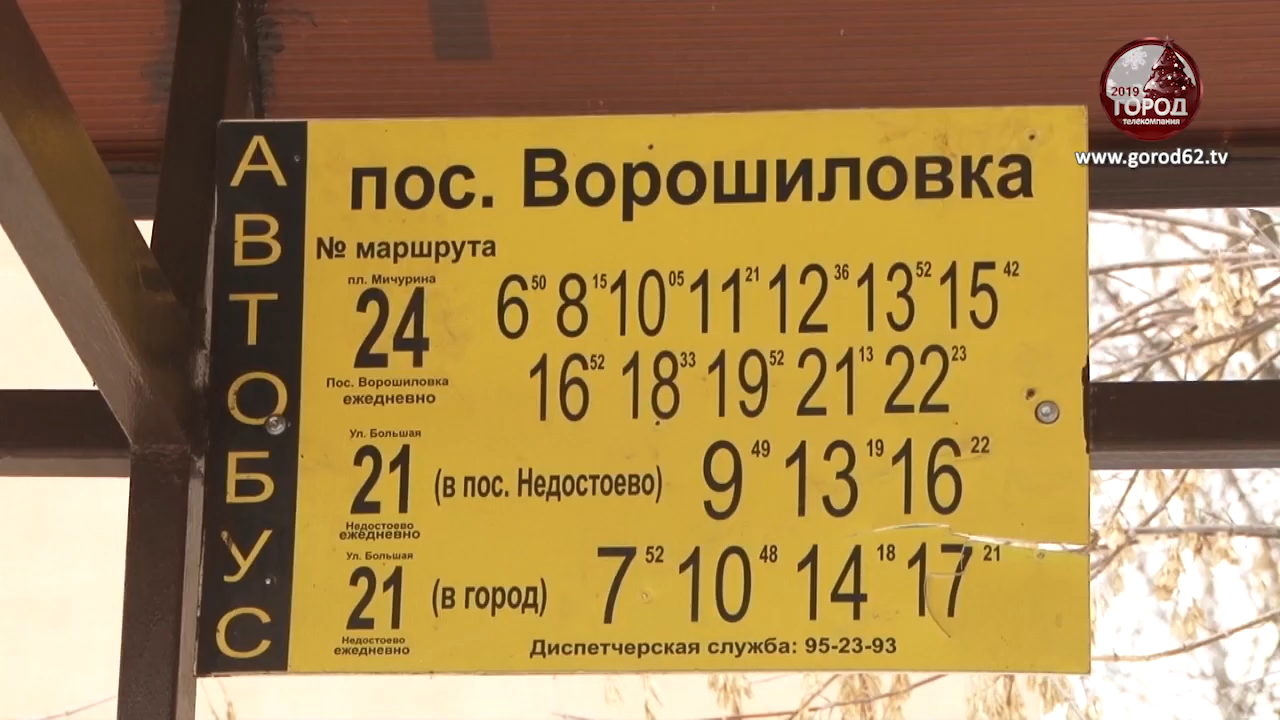 2019
ГОРОД
телекомпания
www.gorod62.tv
АВТОБУС
пос. Ворошиловка
№ маршрута
пл. Мичурина
24
Пос. Ворошиловка
ежедневно
6 50 8 15 10 05 11 21 12 36 13 52 15 42
16 52 18 33 19 52 21 13 22 23
Ул. Большая
21 (в пос. Недостоево) 9 49 13 19 16 22
Недостоево
ежедневно
Ул. Большая
21 (в город) 7 52 10 48 14 18 17 21
Недостоево
ежедневно
Диспетчерская служба: 95-23-93